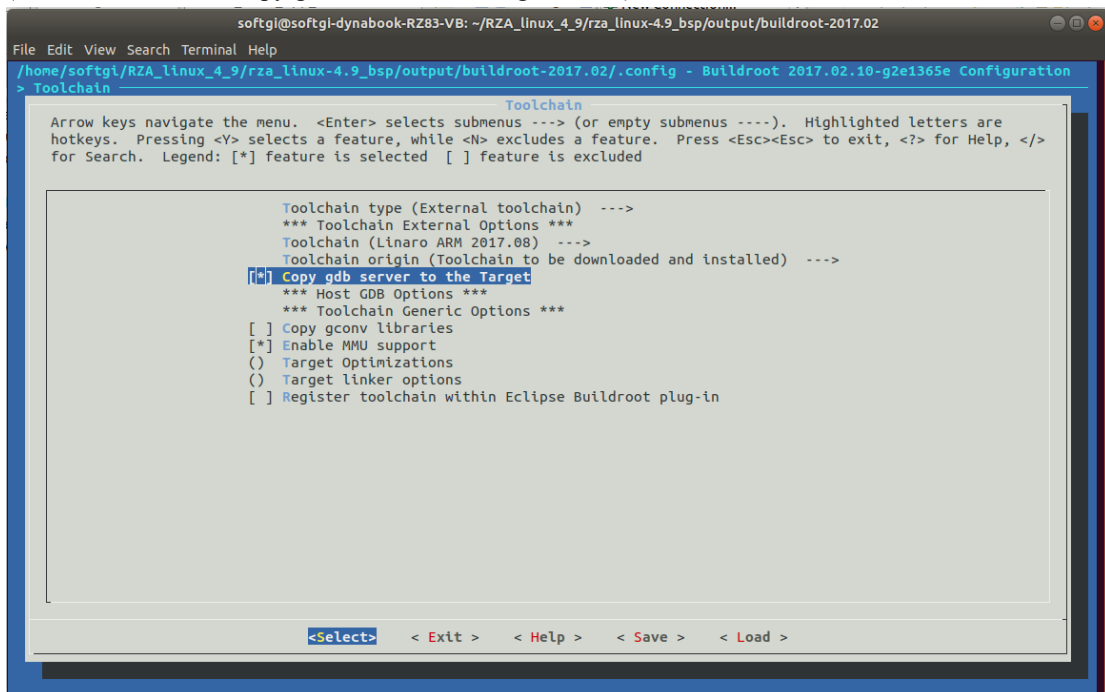 softgi@softgi-dynabook-RZ83-VB: ~/RZA_linux_4_9/rza_linux-4.9_bsp/output/buildroot-2017.02
File Edit View Search Terminal Help
/home/softgi/RZA_linux_4_9/rza_linux-4.9_bsp/output/buildroot-2017.02/.config - Buildroot 2017.02.10-g2e1365e Configuration
> Toolchain
Toolchain
Arrow keys navigate the menu. <Enter> selects submenus ---> (or empty submenus ----). Highlighted letters are
hotkeys. Pressing <Y> selects a feature, while <N> excludes a feature. Press <Esc><Esc> to exit, <?> for Help, </>
for Search. Legend: [*] feature is selected [ ] feature is excluded
Toolchain type (External toolchain) --->
*** Toolchain External Options ***
Toolchain (Linaro ARM 2017.08) --->
Toolchain origin (Toolchain to be downloaded and installed) --->
[*] Copy gdb server to the Target
*** Host GDB Options ***
*** Toolchain Generic Options ***
[ ] Copy gconv libraries
[*] Enable MMU support
() Target Optimizations
() Target linker options
[ ] Register toolchain within Eclipse Buildroot plug-in
<Select> < Exit > < Help > < Save > < Load >